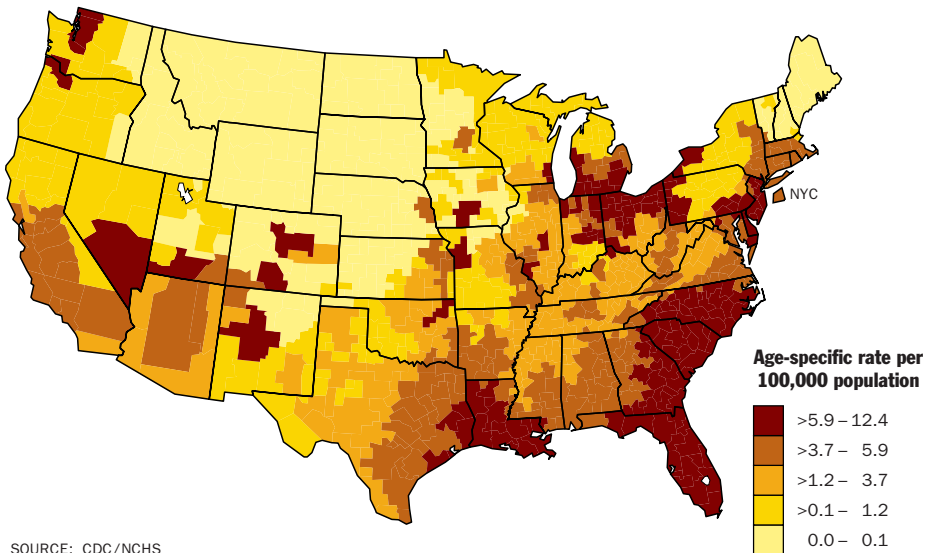 NYC
Age-specific rate per
100,000 population
>5.9 – 12.4
>3.7 – 5.9
>1.2 – 3.7
>0.1 – 1.2
0.0 – 0.1
SOURCE: CDC/NCHS